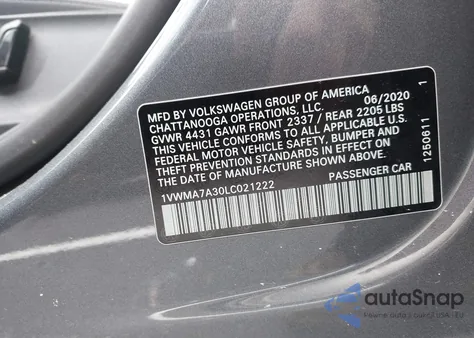 MFD BY VOLKSWAGEN GROUP OF AMERICA
CHATTANOOGA OPERATIONS, LLC. 06/2020 1
GVWR 4431 GAWR FRONT 2337 / REAR 2205 LBS
THIS VEHICLE CONFORMS TO ALL APPLICABLE U.S.
FEDERAL MOTOR VEHICLE SAFETY, BUMPER AND
THEFT PREVENTION STANDARDS IN EFFECT ON
THE DATE OF MANUFACTURE SHOWN ABOVE.
1VWMA7A30LC021222 PASSENGER CAR
1250611
autoSnap